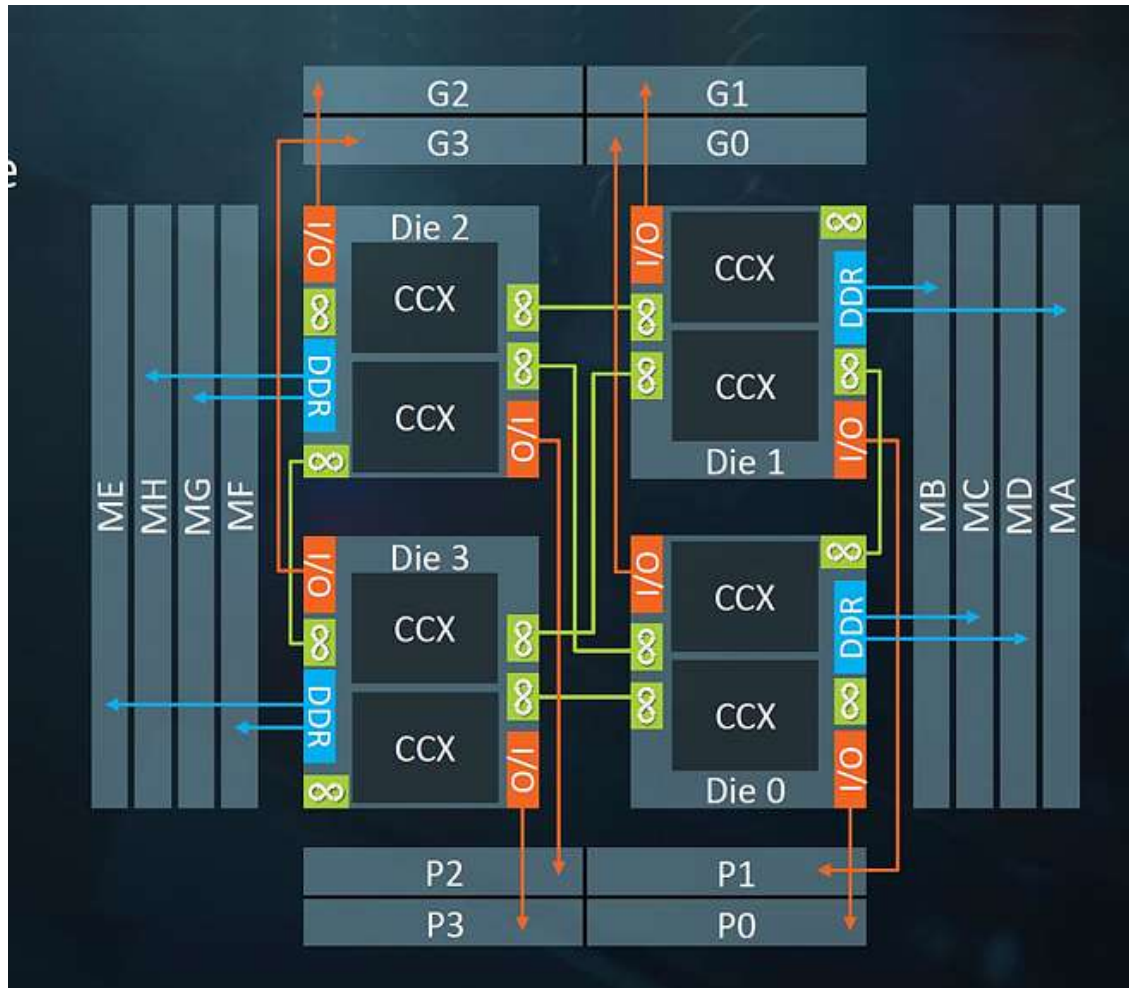 G2 G1
G3 G0
e
I/O Die 2 I/O ∞
CCX CCX
∞ ∞ ∞ DDR
DDR ∞ CCX ∞ CCX ∞
I/O I/O
∞ Die 1
ME MH MG MF MB MC MD MA
I/O Die 3 I/O ∞
CCX CCX
∞ ∞ ∞ DDR
DDR ∞ CCX ∞ CCX ∞
∞ I/O Die 0 I/O
P2 P1
P3 P0